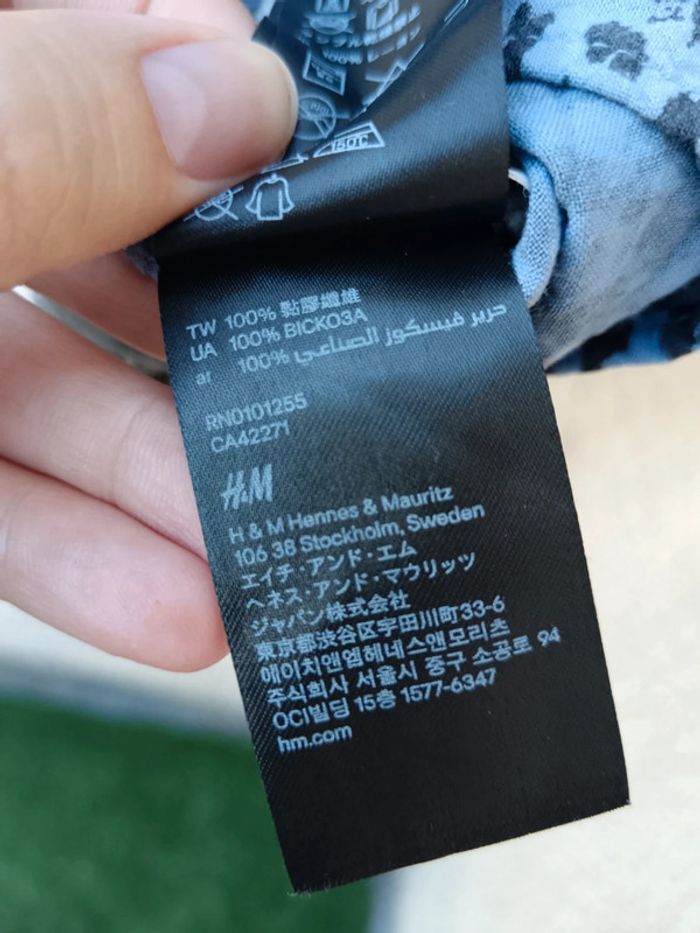 150C
TW 100% 黏膠纖維
UA 100% ВІСКОЗА
ar 100% حرير فيسكوز الصناعي
RN0101255
CA42271
H&M
H & M Hennes & Mauritz
106 38 Stockholm, Sweden
エイチ・アンド・エム
ヘネス・アンド・マウリッツ
ジャパン株式会社
東京都渋谷区宇田川町33-6
에이치앤엠헤네스앤모리츠
주식회사 서울시 중구 소공로 94
OCI빌딩 15층 1577-6347
hm.com